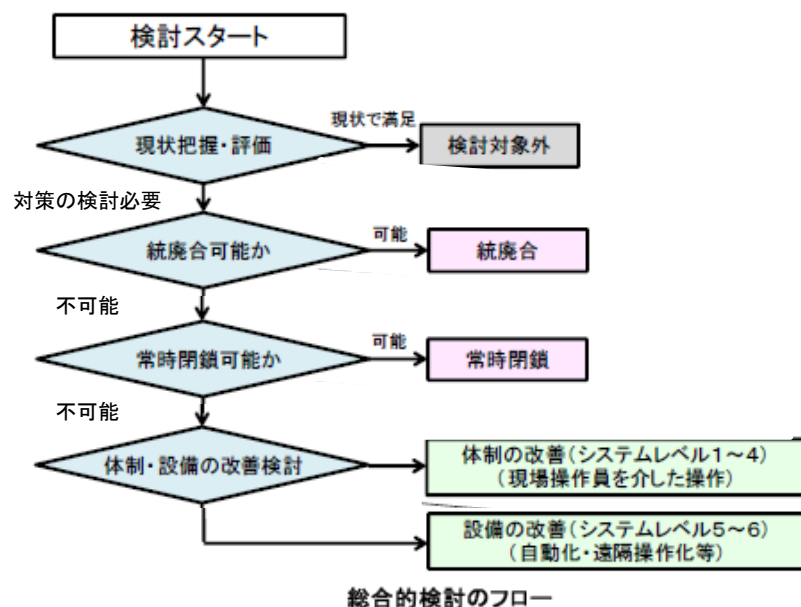 検討スタート
現状把握・評価
現状で満足
検討対象外
対策の検討必要
統廃合可能か
可能
統廃合
不可能
常時閉鎖可能か
可能
常時閉鎖
不可能
体制・設備の改善検討
体制の改善(システムレベル1~4)
(現場操作員を介した操作)
設備の改善(システムレベル5~6)
(自動化・遠隔操作化等)
総合的検討のフロー